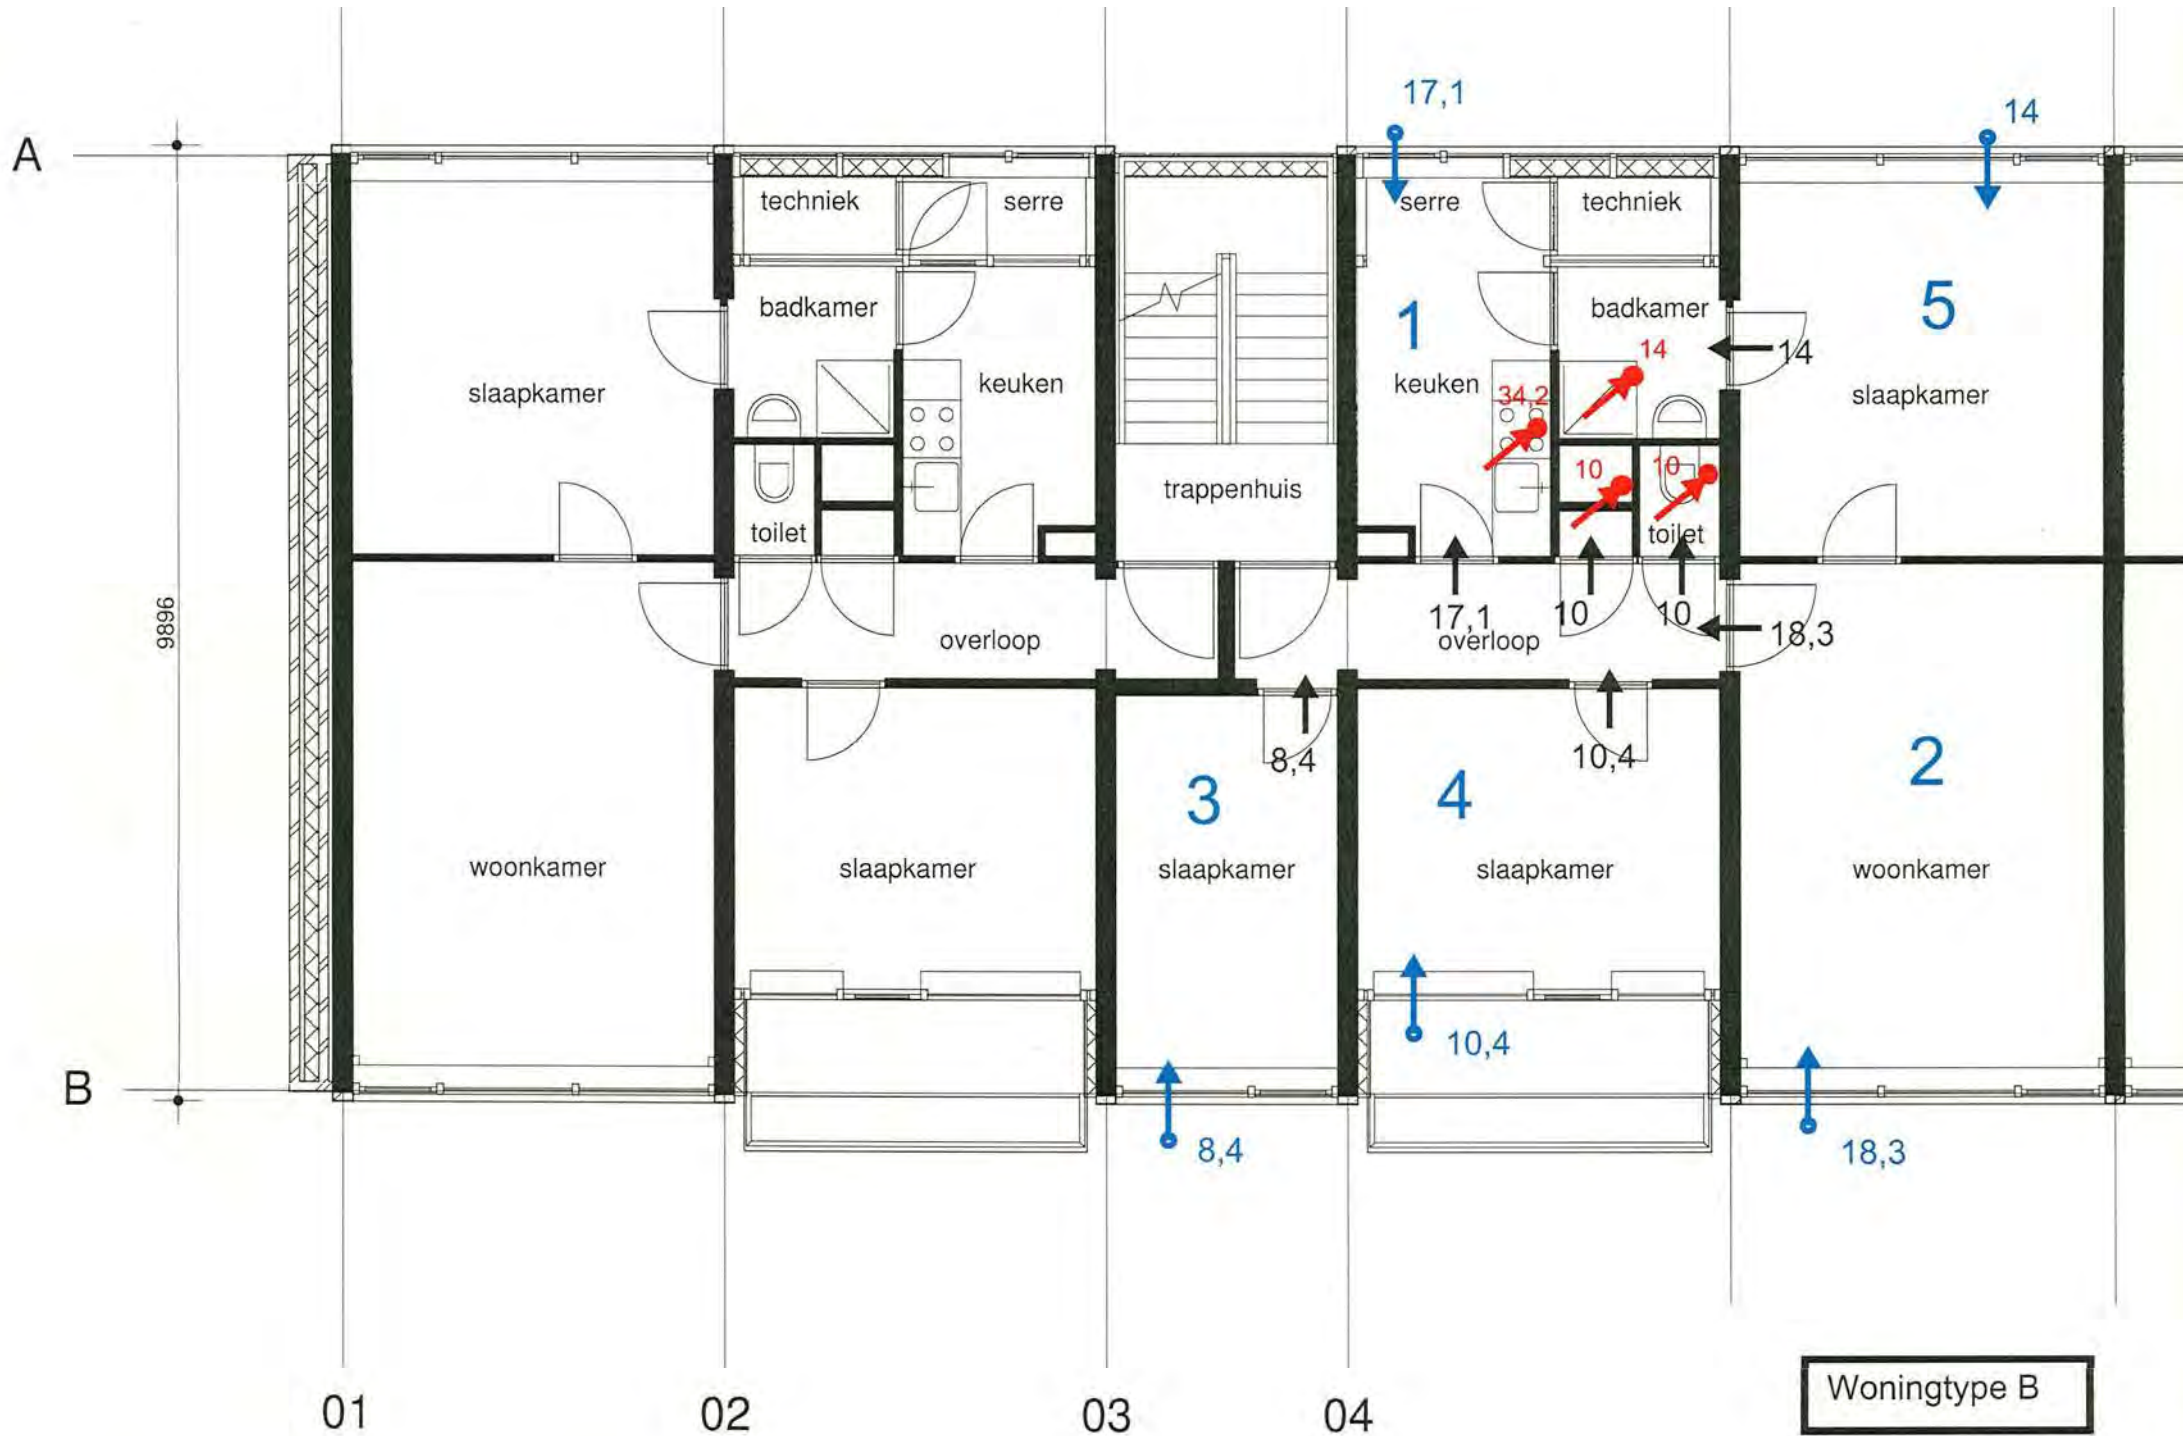 17,1
14
A
techniek
serre
serre
techniek
badkamer
badkamer
1
5
14
14
keuken
keuken
34,2
slaapkamer
slaapkamer
10
10
trappenhuis
toilet
toilet
9896
17,1
10
10
18,3
overloop
overloop
8,4
10,4
3
4
2
woonkamer
slaapkamer
slaapkamer
slaapkamer
woonkamer
10,4
B
8,4
18,3
Woningtype B
01
02
03
04